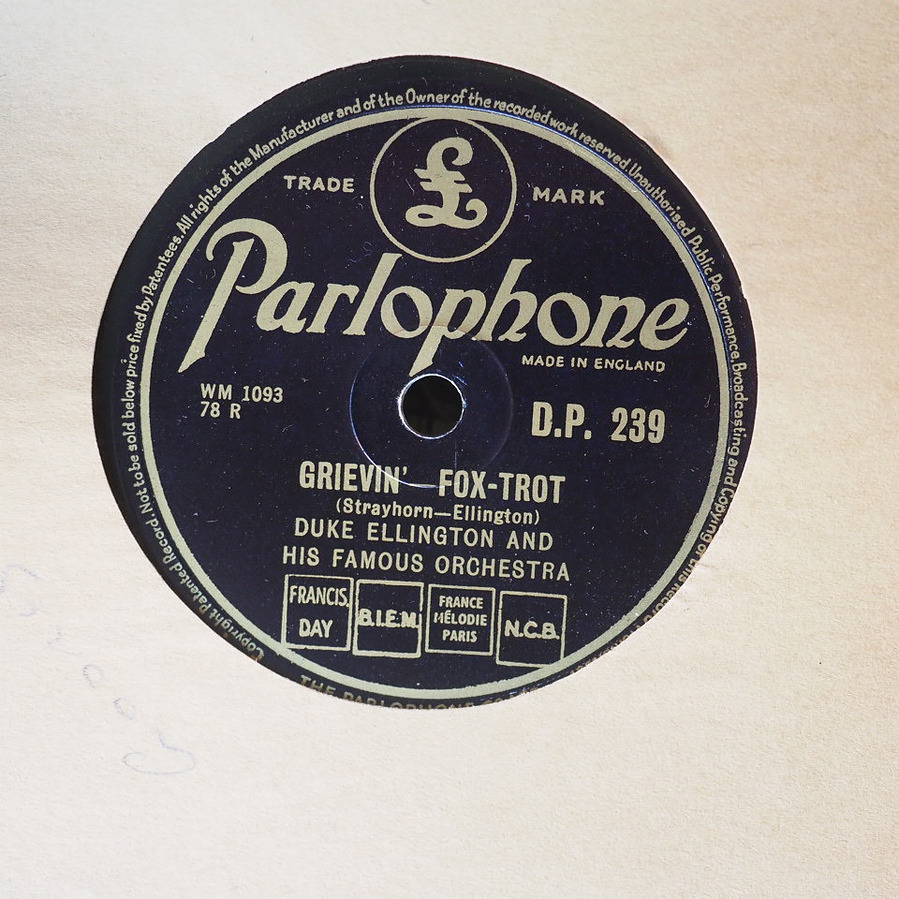 Copyright Patented Record. Not to be sold below price fixed by Patentees. All rights of the Manufacturer and of the Owner of the recorded work reserved. Unauthorised Public Performance, Broadcasting and Copying of this Record
£
TRADE MARK
Parlophone
MADE IN ENGLAND
WM 1093
78 R
D.P. 239
GRIEVIN' — FOX-TROT
(Strayhorn—Ellington)
DUKE ELLINGTON AND
HIS FAMOUS ORCHESTRA
FRANCIS, DAY
B.I.E.M.
FRANCE MÉLODIE PARIS
N.C.B.
THE PARLOPHONE CO.